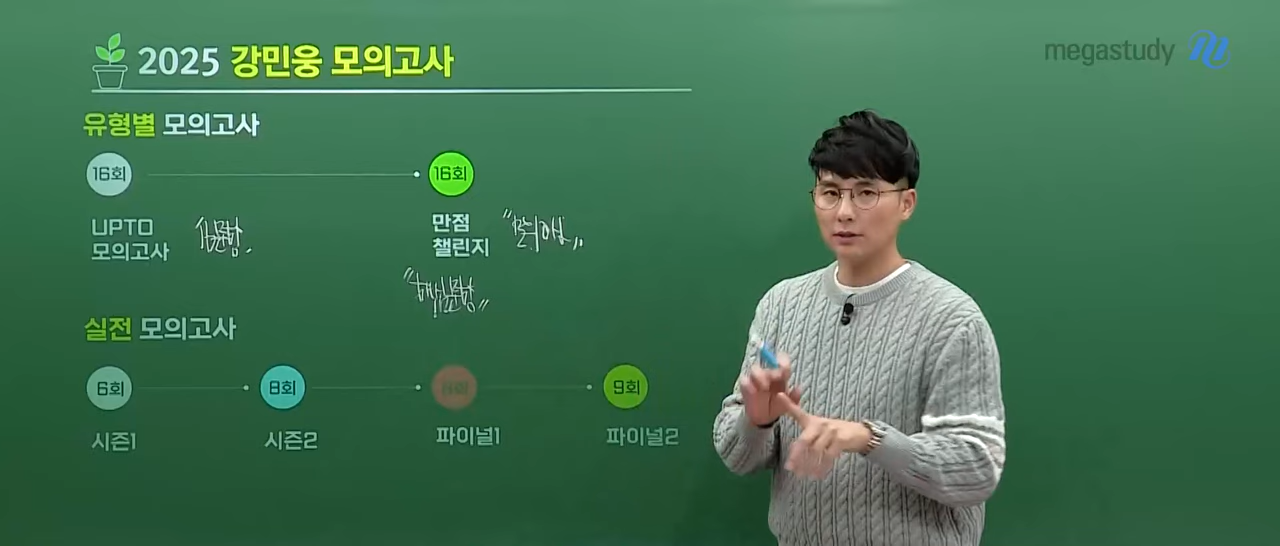 2025 강민웅 모의고사
megastudy
유형별 모의고사
16회
16회
UPTO
모의고사
만점
챌린지
실전 모의고사
6회
8회
8회
9회
시즌1
시즌2
파이널1
파이널2